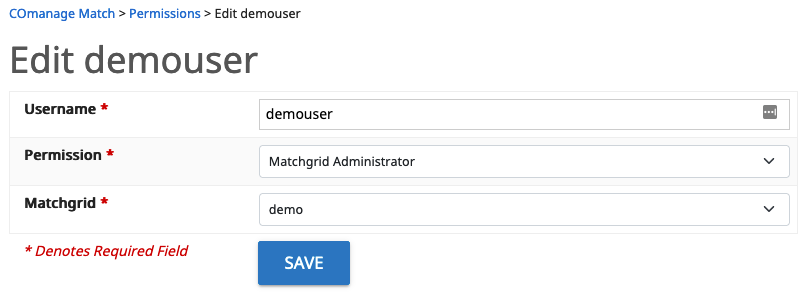 COmanage Match > Permissions > Edit demouser
Edit demouser
Username *
demouser
Permission *
Matchgrid Administrator
Matchgrid *
demo
* Denotes Required Field
SAVE